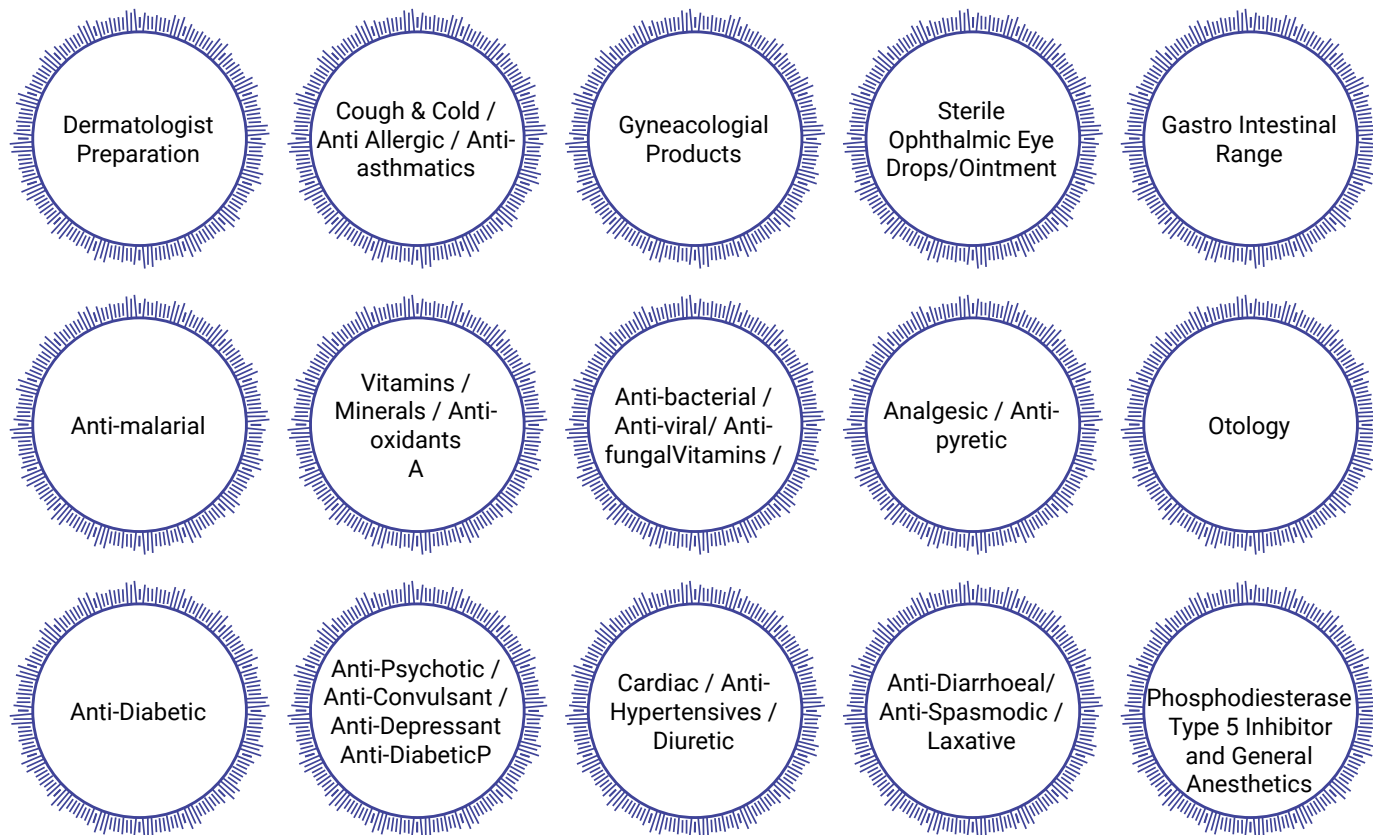 Dermatologist
Preparation
Cough & Cold /
Anti Allergic / Anti-
asthmatics
Gyneacologial
Products
Sterile
Ophthalmic Eye
Drops/Ointment
Gastro Intestinal
Range
Anti-malarial
Vitamins /
Minerals / Anti-
oxidants
A
Anti-bacterial /
Anti-viral/ Anti-
fungalVitamins /
Analgesic / Anti-
pyretic
Otology
Anti-Diabetic
Anti-Psychotic /
Anti-Convulsant /
Anti-Depressant
Anti-DiabeticP
Cardiac / Anti-
Hypertensives /
Diuretic
Anti-Diarrhoeal/
Anti-Spasmodic /
Laxative
Phosphodiesterase
Type 5 Inhibitor
and General
Anesthetics